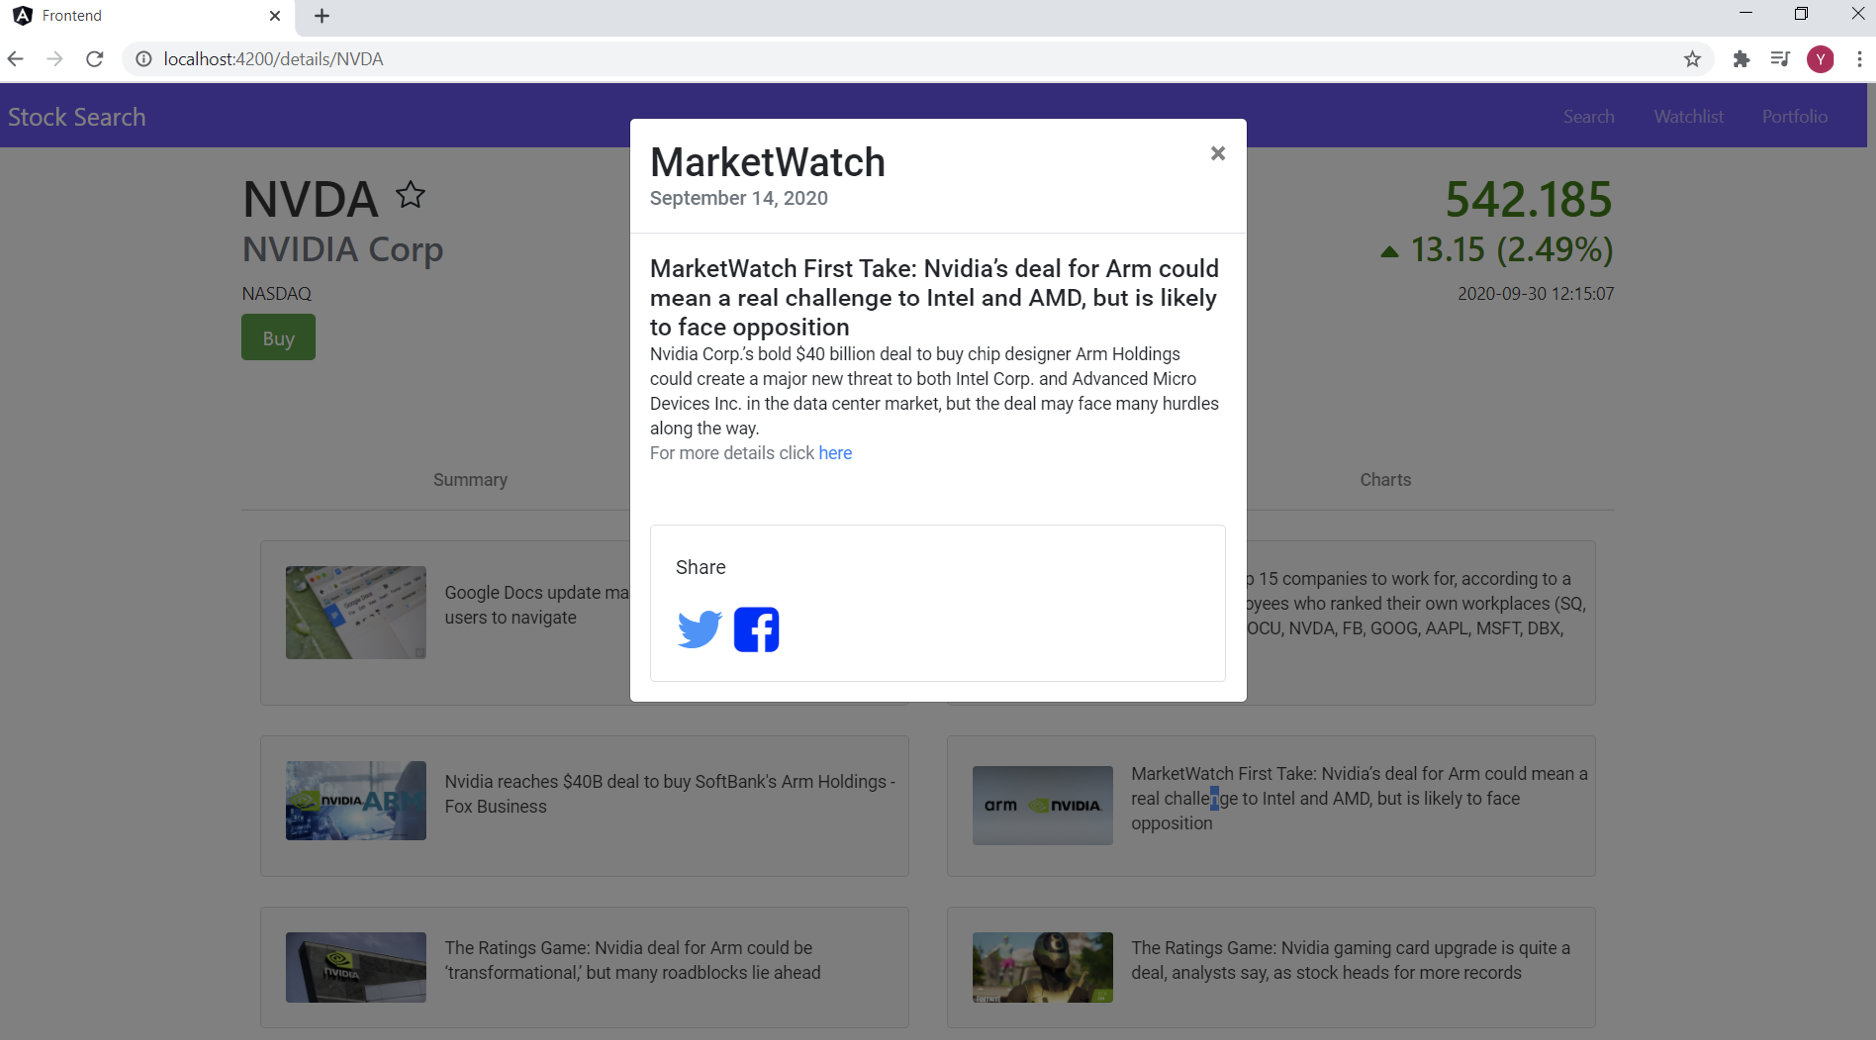 Frontend
localhost:4200/details/NVDA
Y
Stock Search
Search
Watchlist
Portfolio
NVDA
NVIDIA Corp
NASDAQ
Buy
542.185
13.15 (2.49%)
2020-09-30 12:15:07
MarketWatch
×
September 14, 2020
MarketWatch First Take: Nvidia’s deal for Arm could
mean a real challenge to Intel and AMD, but is likely
to face opposition
Nvidia Corp.’s bold $40 billion deal to buy chip designer Arm Holdings
could create a major new threat to both Intel Corp. and Advanced Micro
Devices Inc. in the data center market, but the deal may face many hurdles
along the way.
For more details click here
Share
Summary
Charts
Google Docs
Google Docs update ma
users to navigate
15 companies to work for, according to a
oyees who ranked their own workplaces (SQ,
OCU, NVDA, FB, GOOG, AAPL, MSFT, DBX,
NVIDIA ARM
Nvidia reaches $40B deal to buy SoftBank's Arm Holdings -
Fox Business
arm NVIDIA
MarketWatch First Take: Nvidia’s deal for Arm could mean a
real challenge to Intel and AMD, but is likely to face
opposition
NVIDIA
The Ratings Game: Nvidia deal for Arm could be
‘transformational,’ but many roadblocks lie ahead
The Ratings Game: Nvidia gaming card upgrade is quite a
deal, analysts say, as stock heads for more records